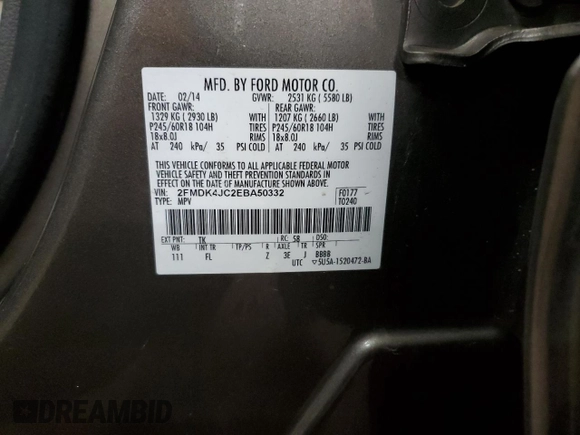 MFD. BY FORD MOTOR CO.
DATE: 02/14 GVWR: 2531 KG ( 5580 LB)
FRONT GAWR: REAR GAWR:
1329 KG ( 2930 LB) WITH 1207 KG ( 2660 LB) WITH
P245/60R18 104H TIRES P245/60R18 104H TIRES
18x8.0J RIMS 18x8.0J RIMS
AT 240 kPa/ 35 PSI COLD AT 240 kPa/ 35 PSI COLD
THIS VEHICLE CONFORMS TO ALL APPLICABLE FEDERAL MOTOR
VEHICLE SAFETY AND THEFT PREVENTION STANDARDS IN
EFFECT ON THE DATE OF MANUFACTURE SHOWN ABOVE.
VIN: 2FMDK4JC2EBA50332 F0177
TYPE: MPV T0240
EXT PNT: TK RC: SR DSO:
WB INT TR TP/PS R AXLE TR SPR
111 FL Z 3E J BBBB
UTC ▽5U5A-1520472-BA
DREAMBID